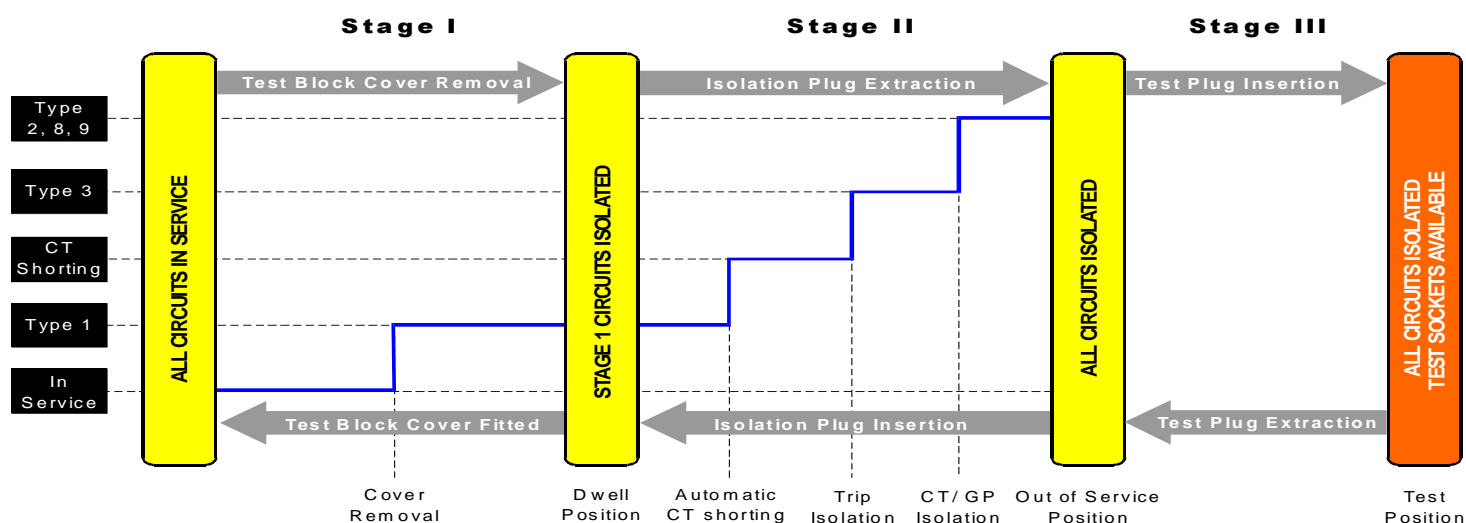 Stage I
Stage II
Stage III
Test Block Cover Removal
Isolation Plug Extraction
Test Plug Insertion
Type
2, 8, 9
Type 3
CT
Shorting
Type 1
In
Service
ALL CIRCUITS IN SERVICE
STAGE 1 CIRCUITS ISOLATED
ALL CIRCUITS ISOLATED
ALL CIRCUITS ISOLATED
TEST SOCKETS AVAILABLE
Test Block Cover Fitted
Isolation Plug Insertion
Test Plug Extraction
Cover
Removal
Dwell
Position
Automatic
CT shorting
Trip
Isolation
CT/GP
Isolation
Out of Service
Position
Test
Position